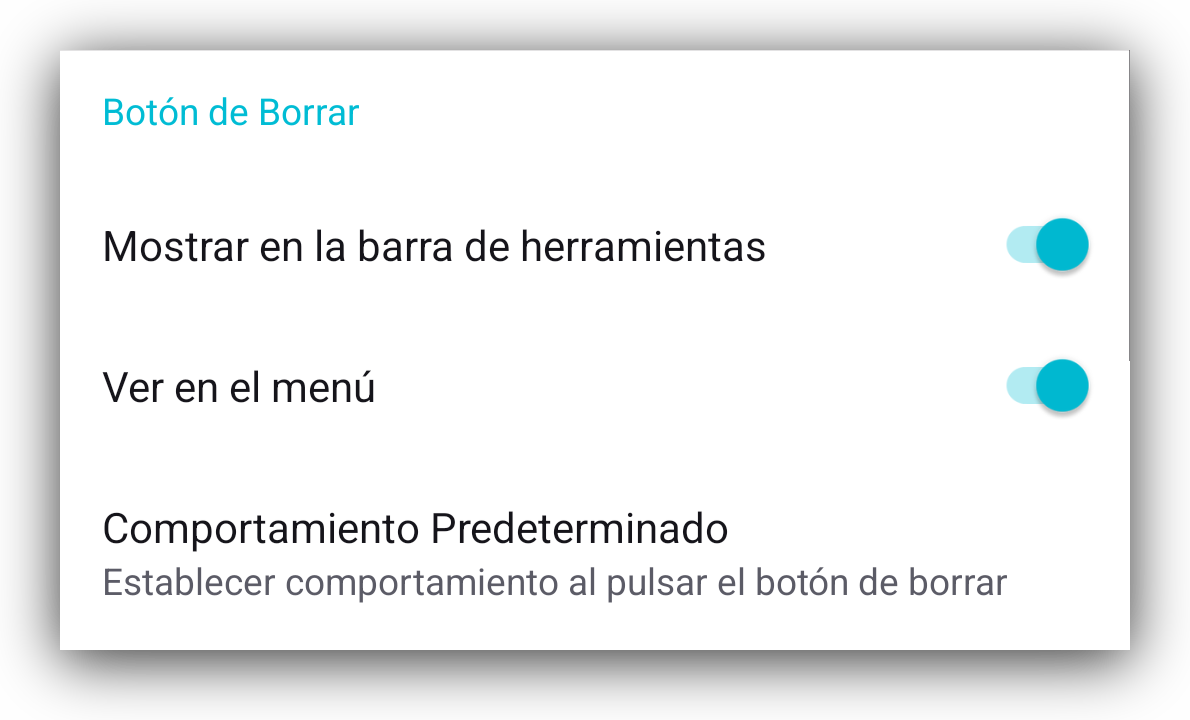 Botón de Borrar
Mostrar en la barra de herramientas
Ver en el menú
Comportamiento Predeterminado
Establecer comportamiento al pulsar el botón de borrar